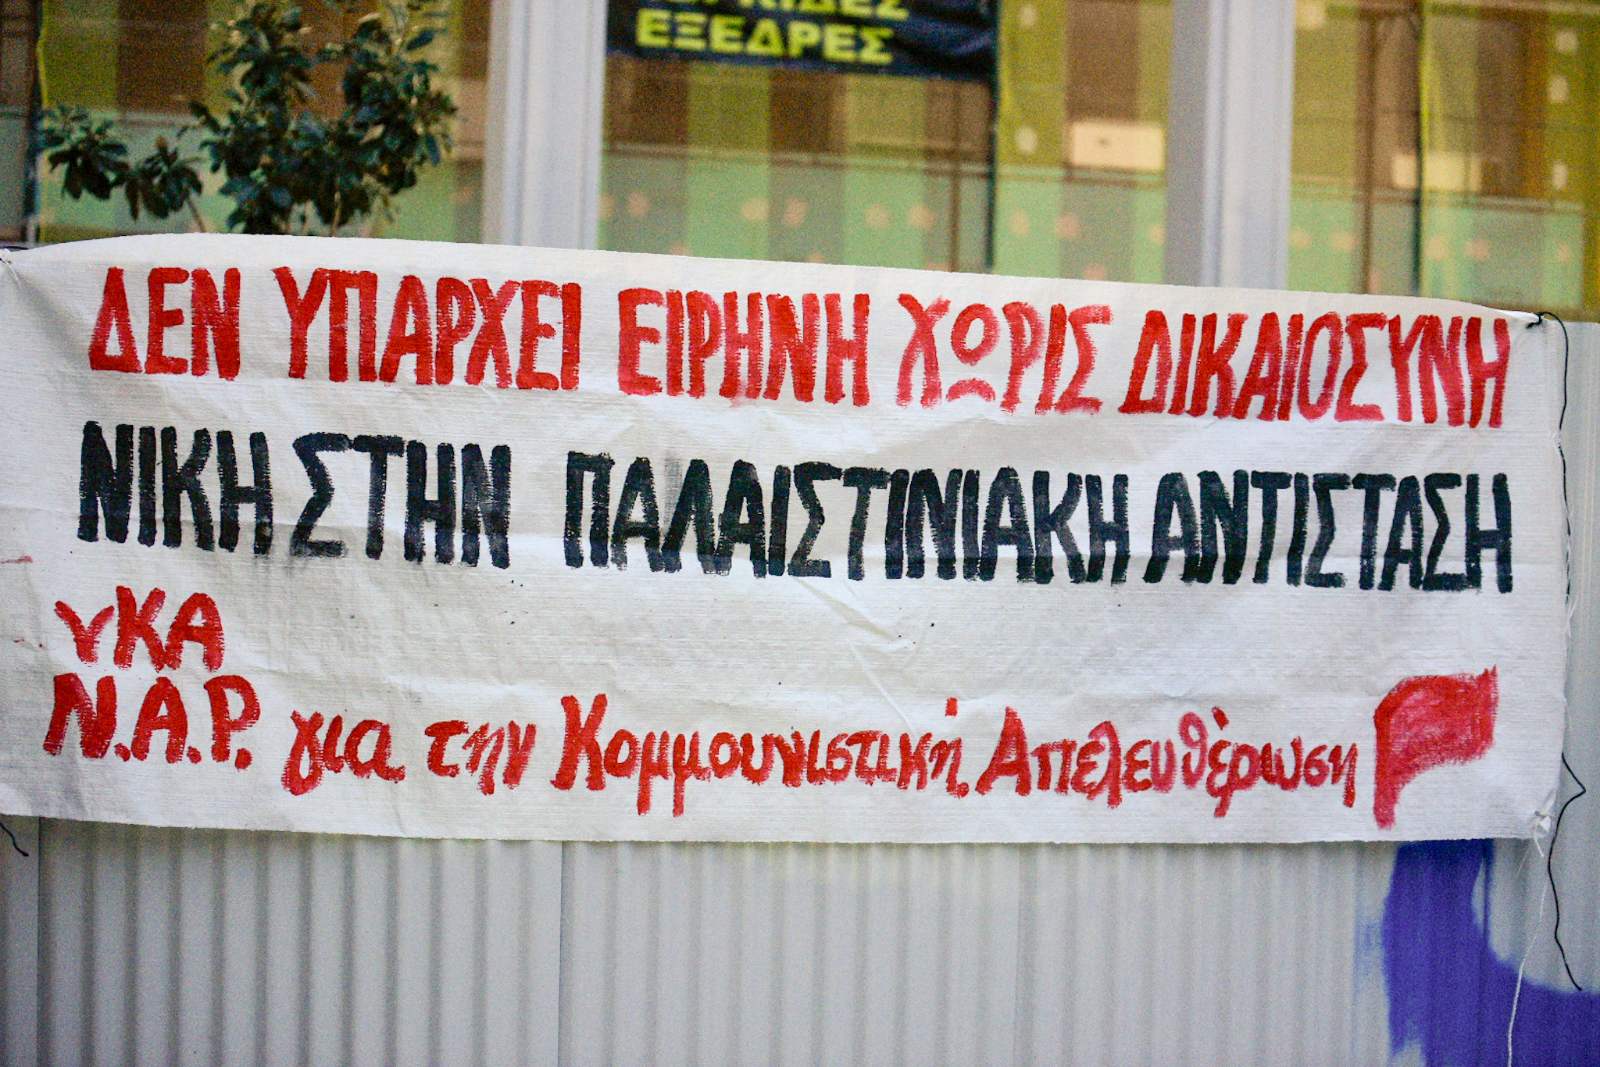 ΕΞΕΔΡΕΣ
ΔΕΝ ΥΠΑΡΧΕΙ ΕΙΡΗΝΗ ΧΩΡΙΣ ΔΙΚΑΙΟΣΥΝΗ
ΝΙΚΗ ΣΤΗΝ ΠΑΛΑΙΣΤΙΝΙΑΚΗ ΑΝΤΙΣΤΑΣΗ
νΚΑ
Ν.Α.Ρ. για την Κομμουνιστική Απελευθέρωση